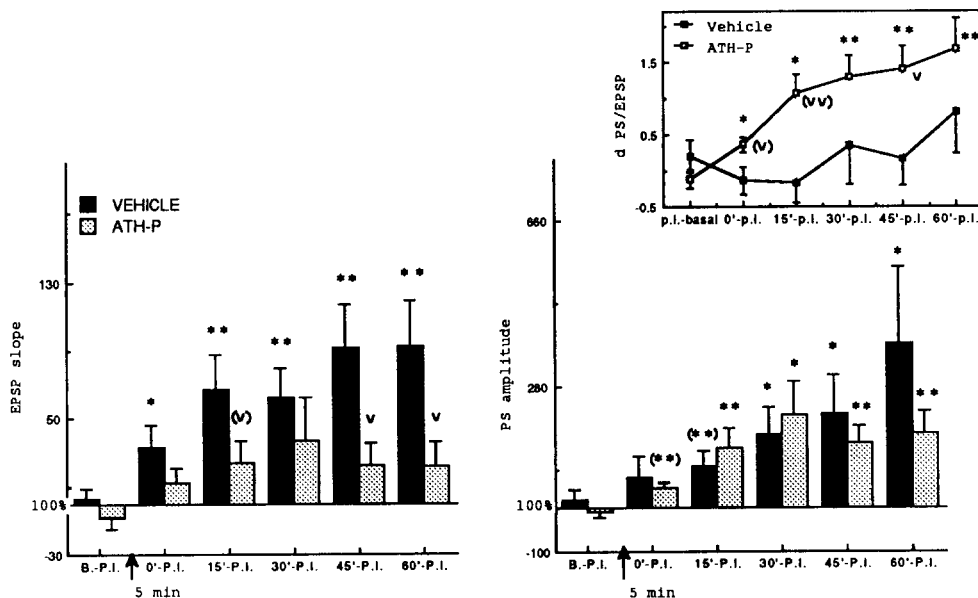 Vehicle
ATH-P
** ** **
*
*
1.5
0.5
-0.5
d PS/EPSP
v
(vv)
(v)
p.i.-basal 0'-p.i. 15'-p.i. 30'-p.i. 45'-p.i. 60'-p.i.
VEHICLE
ATH-P
EPSP slope
130
60
100%
-30
* ** ** ** **
(v) v v
B.-P.I. 0'-P.I. 15'-P.I. 30'-P.I. 45'-P.I. 60'-P.I.
5 min
PS amplitude
660
280
100%
-100
(**) (**) ** * * * ** * **
B.-P.I. 0'-P.I. 15'-P.I. 30'-P.I. 45'-P.I. 60'-P.I.
5 min